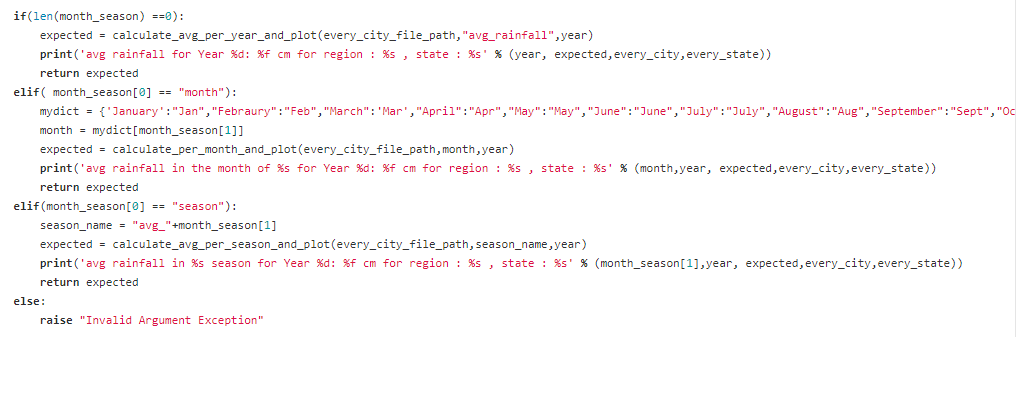 if(len(month_season) ==0):
    expected = calculate_avg_per_year_and_plot(every_city_file_path,"avg_rainfall",year)
    print('avg rainfall for Year %d: %f cm for region : %s , state : %s' % (year, expected,every_city,every_state))
    return expected
elif( month_season[0] == "month"):
    mydict = {'January':"Jan","Febraury":"Feb","March":'Mar',"April":"Apr","May":"May","June":"June","July":"July","August":"Aug","September":"Sept","Oc
    month = mydict[month_season[1]]
    expected = calculate_per_month_and_plot(every_city_file_path,month,year)
    print('avg rainfall in the month of %s for Year %d: %f cm for region : %s , state : %s' % (month,year, expected,every_city,every_state))
    return expected
elif(month_season[0] == "season"):
    season_name = "avg_"+month_season[1]
    expected = calculate_avg_per_season_and_plot(every_city_file_path,season_name,year)
    print('avg rainfall in %s season for Year %d: %f cm for region : %s , state : %s' % (month_season[1],year, expected,every_city,every_state))
    return expected
else:
    raise "Invalid Argument Exception"